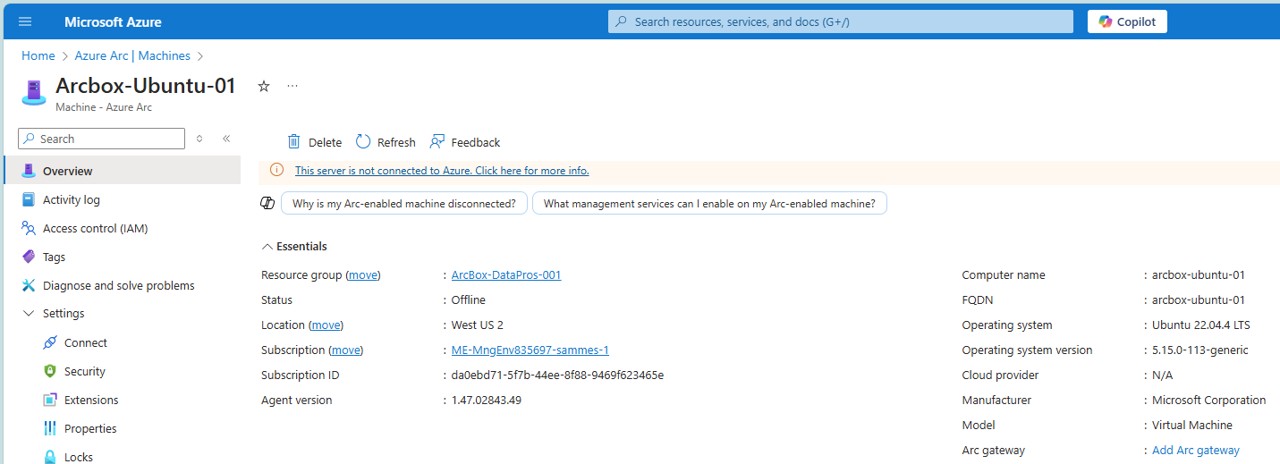 Microsoft Azure
Search resources, services, and docs (G+/)
Copilot
Home > Azure Arc | Machines >
Arcbox-Ubuntu-01
Machine - Azure Arc
Search
Delete Refresh Feedback
Overview
This server is not connected to Azure. Click here for more info.
Activity log
Why is my Arc-enabled machine disconnected? What management services can I enable on my Arc-enabled machine?
Access control (IAM)
Tags
Diagnose and solve problems
Settings
Connect
Security
Extensions
Properties
Locks
Essentials
Resource group (move) : ArcBox-DataPros-001
Status : Offline
Location (move) : West US 2
Subscription (move) : ME-MngEnv835697-sammes-1
Subscription ID : da0ebd71-5f7b-44ee-8f88-9469f623465e
Agent version : 1.47.02843.49
Computer name : arcbox-ubuntu-01
FQDN : arcbox-ubuntu-01
Operating system : Ubuntu 22.04.4 LTS
Operating system version : 5.15.0-113-generic
Cloud provider : N/A
Manufacturer : Microsoft Corporation
Model : Virtual Machine
Arc gateway : Add Arc gateway